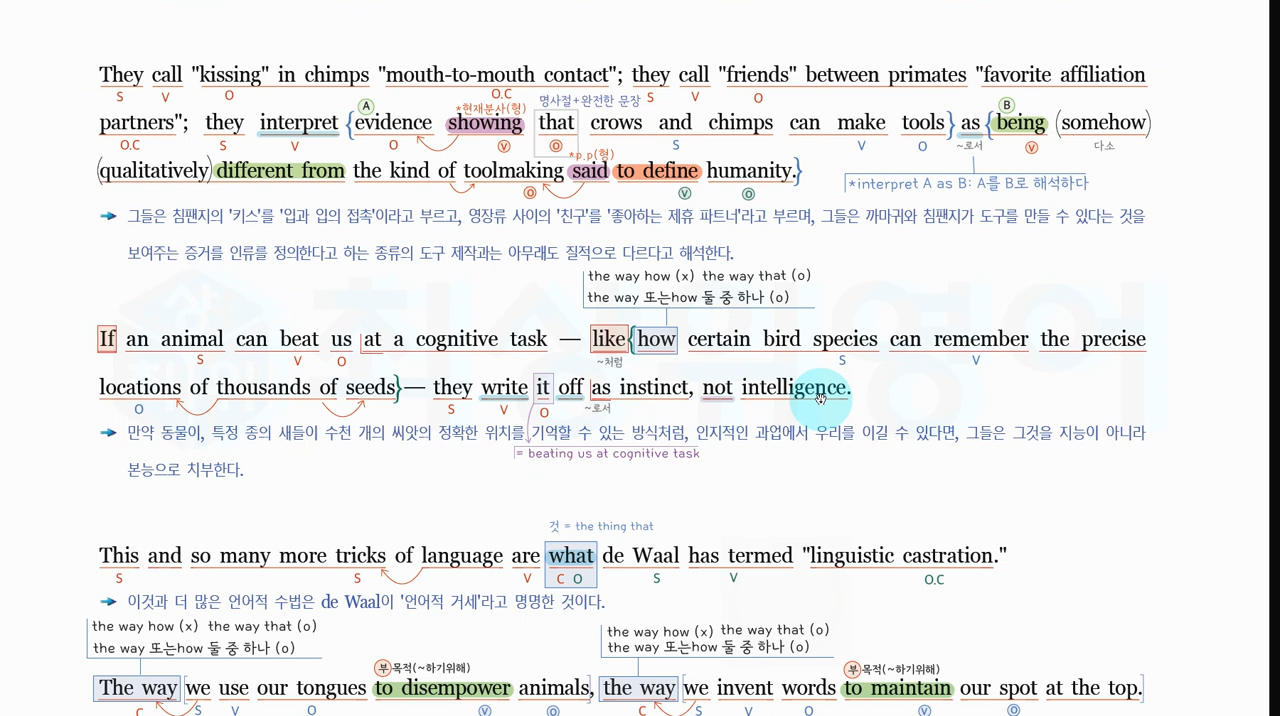 They call "kissing" in chimps "mouth-to-mouth contact"; they call "friends" between primates "favorite affiliation
S V O O.C S V O
*현재분사(형) 명사절+완전한 문장
A B
partners"; they interpret {evidence showing that crows and chimps can make tools} as {being (somehow)
O.C S V O ⓥ ⓞ S V O ~로서 ⓥ 다소
*p.p(형)
(qualitatively) different from the kind of toolmaking said to define humanity.}
ⓞ ⓥ ⓞ
*interpret A as B: A를 B로 해석하다
그들은 침팬지의 '키스'를 '입과 입의 접촉'이라고 부르고, 영장류 사이의 '친구'를 '좋아하는 제휴 파트너'라고 부르며, 그들은 까마귀와 침팬지가 도구를 만들 수 있다는 것을
보여주는 증거를 인류를 정의한다고 하는 종류의 도구 제작과는 아무래도 질적으로 다르다고 해석한다.
the way how (x) the way that (o)
the way 또는how 둘 중 하나 (o)
If an animal can beat us at a cognitive task — like {how certain bird species can remember the precise
S V O ~처럼 S V
locations of thousands of seeds} — they write it off as instinct, not intelligence.
O S V O ~로서
만약 동물이, 특정 종의 새들이 수천 개의 씨앗의 정확한 위치를 기억할 수 있는 방식처럼, 인지적인 과업에서 우리를 이길 수 있다면, 그들은 그것을 지능이 아니라
= beating us at cognitive task
본능으로 치부한다.
것 = the thing that
This and so many more tricks of language are what de Waal has termed "linguistic castration."
S S V C O S V O.C
이것과 더 많은 언어적 수법은 de Waal이 '언어적 거세'라고 명명한 것이다.
the way how (x) the way that (o) the way how (x) the way that (o)
the way 또는how 둘 중 하나 (o) the way 또는how 둘 중 하나 (o)
부 목적(~하기위해) 부 목적(~하기위해)
The way [we use our tongues to disempower animals, the way [we invent words to maintain our spot at the top.]
C S V O ⓥ ⓞ C S V O ⓥ ⓞ